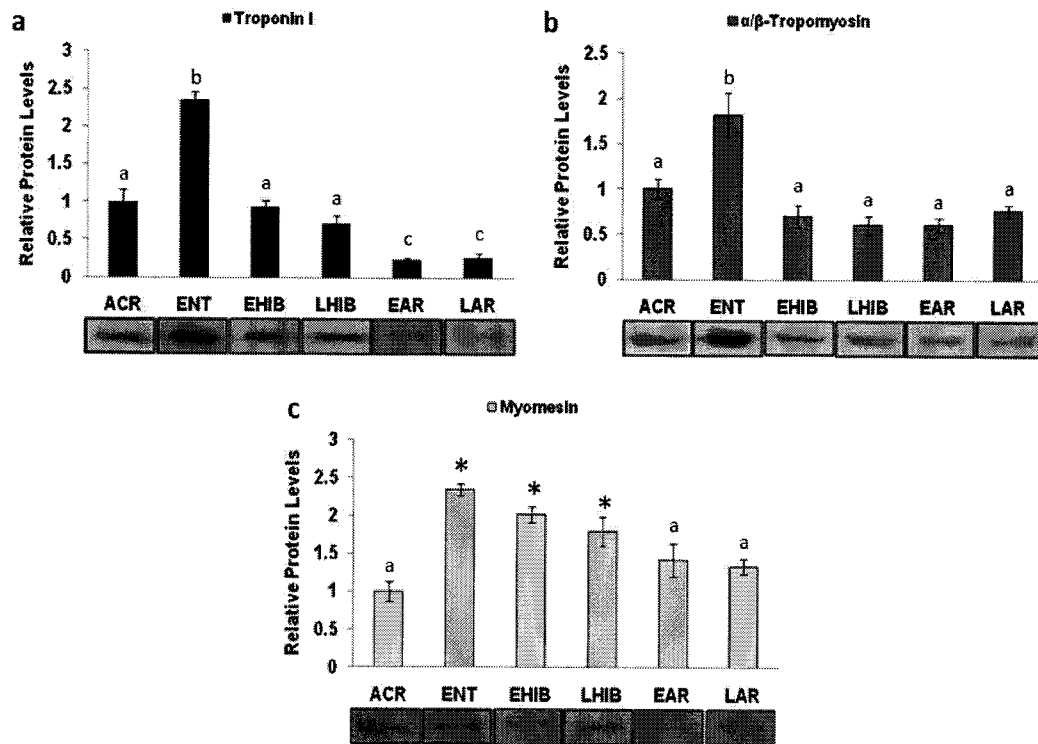 a
■Troponin I
3
2.5
2
1.5
1
0.5
0
Relative Protein Levels
a
b
a
a
c
c
ACR ENT EHIB LHIB EAR LAR
b
■α/β-Tropomyosin
2.5
2
1.5
1
0.5
0
Relative Protein Levels
a
b
a
a
a
a
ACR ENT EHIB LHIB EAR LAR
c
Myomesin
3
2.5
2
1.5
1
0.5
0
Relative Protein Levels
a
*
*
*
a
a
ACR ENT EHIB LHIB EAR LAR